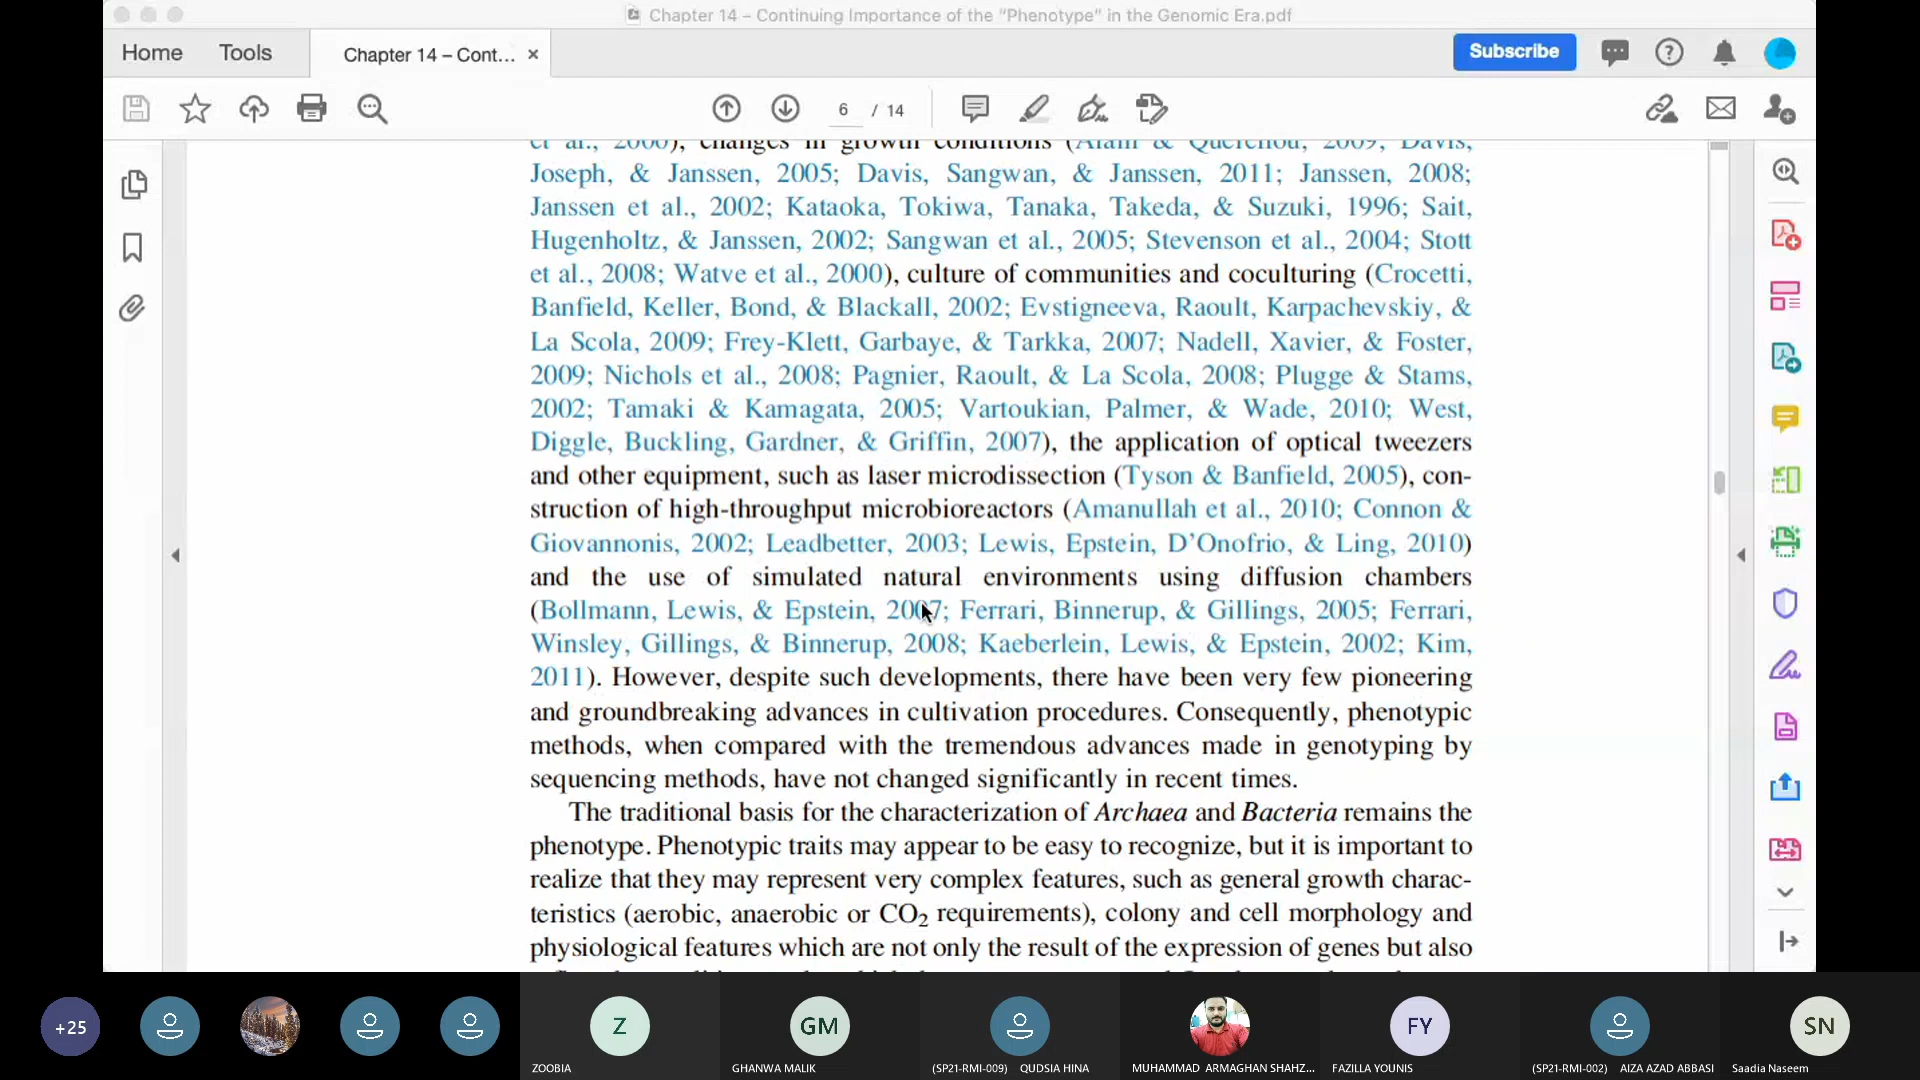 Chapter 14 – Continuing Importance of the "Phenotype" in the Genomic Era.pdf
Home Tools Chapter 14 – Cont... × Subscribe
6 / 14
et al., 2000), changes in growth conditions (Alain & Querellou, 2009; Davis,
Joseph, & Janssen, 2005; Davis, Sangwan, & Janssen, 2011; Janssen, 2008;
Janssen et al., 2002; Kataoka, Tokiwa, Tanaka, Takeda, & Suzuki, 1996; Sait,
Hugenholtz, & Janssen, 2002; Sangwan et al., 2005; Stevenson et al., 2004; Stott
et al., 2008; Watve et al., 2000), culture of communities and coculturing (Crocetti,
Banfield, Keller, Bond, & Blackall, 2002; Evstigneeva, Raoult, Karpachevskiy, &
La Scola, 2009; Frey-Klett, Garbaye, & Tarkka, 2007; Nadell, Xavier, & Foster,
2009; Nichols et al., 2008; Pagnier, Raoult, & La Scola, 2008; Plugge & Stams,
2002; Tamaki & Kamagata, 2005; Vartoukian, Palmer, & Wade, 2010; West,
Diggle, Buckling, Gardner, & Griffin, 2007), the application of optical tweezers
and other equipment, such as laser microdissection (Tyson & Banfield, 2005), con-
struction of high-throughput microbioreactors (Amanullah et al., 2010; Connon &
Giovannonis, 2002; Leadbetter, 2003; Lewis, Epstein, D'Onofrio, & Ling, 2010)
and the use of simulated natural environments using diffusion chambers
(Bollmann, Lewis, & Epstein, 2007; Ferrari, Binnerup, & Gillings, 2005; Ferrari,
Winsley, Gillings, & Binnerup, 2008; Kaeberlein, Lewis, & Epstein, 2002; Kim,
2011). However, despite such developments, there have been very few pioneering
and groundbreaking advances in cultivation procedures. Consequently, phenotypic
methods, when compared with the tremendous advances made in genotyping by
sequencing methods, have not changed significantly in recent times.
The traditional basis for the characterization of Archaea and Bacteria remains the
phenotype. Phenotypic traits may appear to be easy to recognize, but it is important to
realize that they may represent very complex features, such as general growth charac-
teristics (aerobic, anaerobic or CO2 requirements), colony and cell morphology and
physiological features which are not only the result of the expression of genes but also
+25 Z GM FY SN
ZOOBIA GHANWA MALIK (SP21-RMI-009) QUDSIA HINA MUHAMMAD ARMAGHAN SHAHZ... FAZILLA YOUNIS (SP21-RMI-002) AIZA AZAD ABBASI Saadia Naseem